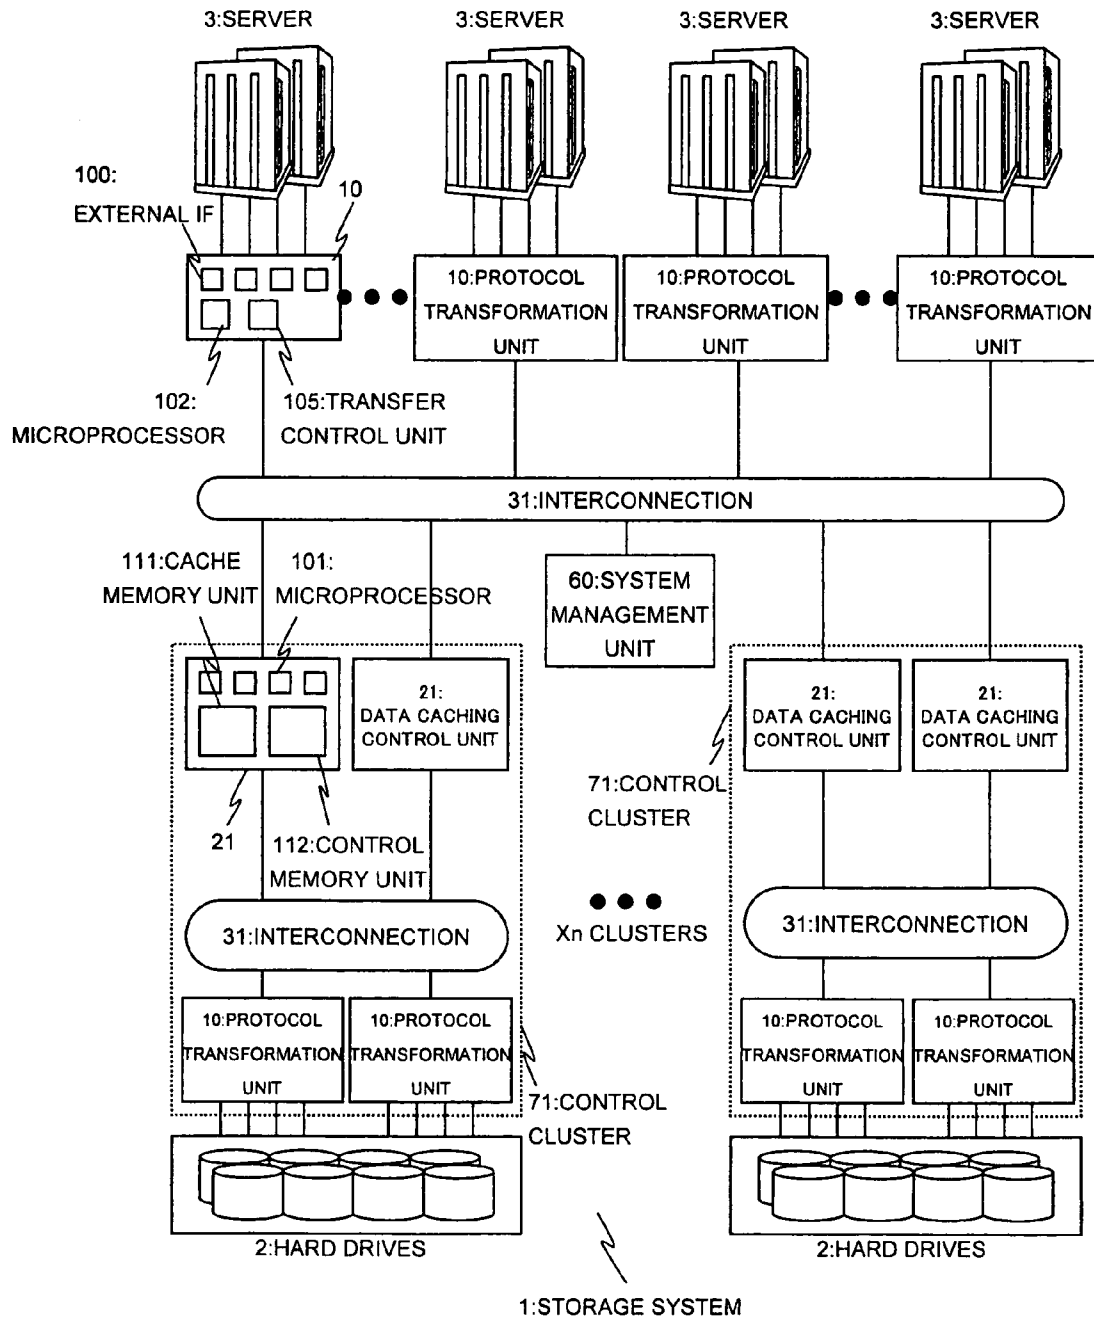 3:SERVER
3:SERVER
3:SERVER
3:SERVER
100:
EXTERNAL IF
10
10:PROTOCOL
TRANSFORMATION
UNIT
10:PROTOCOL
TRANSFORMATION
UNIT
10:PROTOCOL
TRANSFORMATION
UNIT
102:
MICROPROCESSOR
105:TRANSFER
CONTROL UNIT
31:INTERCONNECTION
111:CACHE
MEMORY UNIT
101:
MICROPROCESSOR
60:SYSTEM
MANAGEMENT
UNIT
21:
DATA CACHING
CONTROL UNIT
21:
DATA CACHING
CONTROL UNIT
21:
DATA CACHING
CONTROL UNIT
71:CONTROL
CLUSTER
21
112:CONTROL
MEMORY UNIT
31:INTERCONNECTION
Xn CLUSTERS
31:INTERCONNECTION
10:PROTOCOL
TRANSFORMATION
UNIT
10:PROTOCOL
TRANSFORMATION
UNIT
10:PROTOCOL
TRANSFORMATION
UNIT
10:PROTOCOL
TRANSFORMATION
UNIT
71:CONTROL
CLUSTER
2:HARD DRIVES
2:HARD DRIVES
1:STORAGE SYSTEM